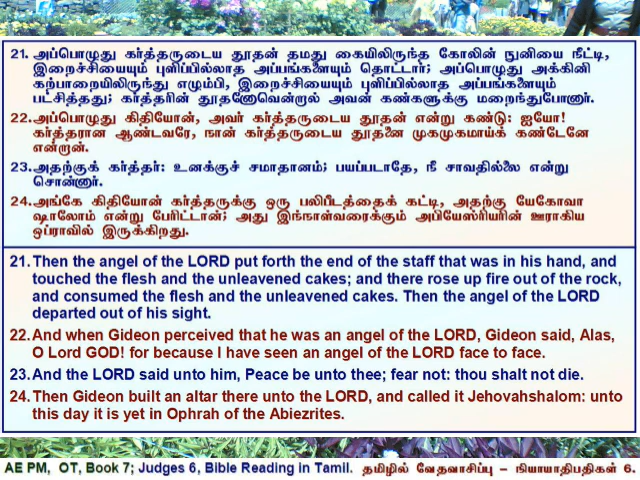 21. அப்பொழுது கர்த்தருடைய தூதன் தமது கையிலிருந்த கோலின் நுனியை நீட்டி,
இறைச்சியையும் புளிப்பில்லாத அப்பங்களையும் தொட்டார்; அப்பொழுது அக்கினி
கற்பாறையிலிருந்து எழும்பி, இறைச்சியையும் புளிப்பில்லாத அப்பங்களையும்
பட்சித்தது; கர்த்தரின் தூதனோவென்றால் அவன் கண்களுக்கு மறைந்துபோனார்.
22. அப்பொழுது கிதியோன், அவர் கர்த்தருடைய தூதன் என்று கண்டு: ஐயோ!
கர்த்தரான ஆண்டவரே, நான் கர்த்தருடைய தூதனை முகமுகமாய்க் கண்டேனே
என்றான்.
23. அதற்குக் கர்த்தர்: உனக்குச் சமாதானம்; பயப்படாதே, நீ சாவதில்லை என்று
சொன்னார்.
24. அங்கே கிதியோன் கர்த்தருக்கு ஒரு பலிபீடத்தைக் கட்டி, அதற்கு யேகோவா
ஷாலோம் என்று பேரிட்டான்; அது இந்நாள்வரைக்கும் அபியேஸ்ரியரின் ஊராகிய
ஒப்ராவில் இருக்கிறது.
21. Then the angel of the LORD put forth the end of the staff that was in his hand, and
touched the flesh and the unleavened cakes; and there rose up fire out of the rock,
and consumed the flesh and the unleavened cakes. Then the angel of the LORD
departed out of his sight.
22. And when Gideon perceived that he was an angel of the LORD, Gideon said, Alas,
O Lord GOD! for because I have seen an angel of the LORD face to face.
23. And the LORD said unto him, Peace be unto thee; fear not: thou shalt not die.
24. Then Gideon built an altar there unto the LORD, and called it Jehovahshalom: unto
this day it is yet in Ophrah of the Abiezrites.
AE PM, OT, Book 7; Judges 6, Bible Reading in Tamil. தமிழில் வேதவாசிப்பு – நியாயாதிபதிகள் 6.